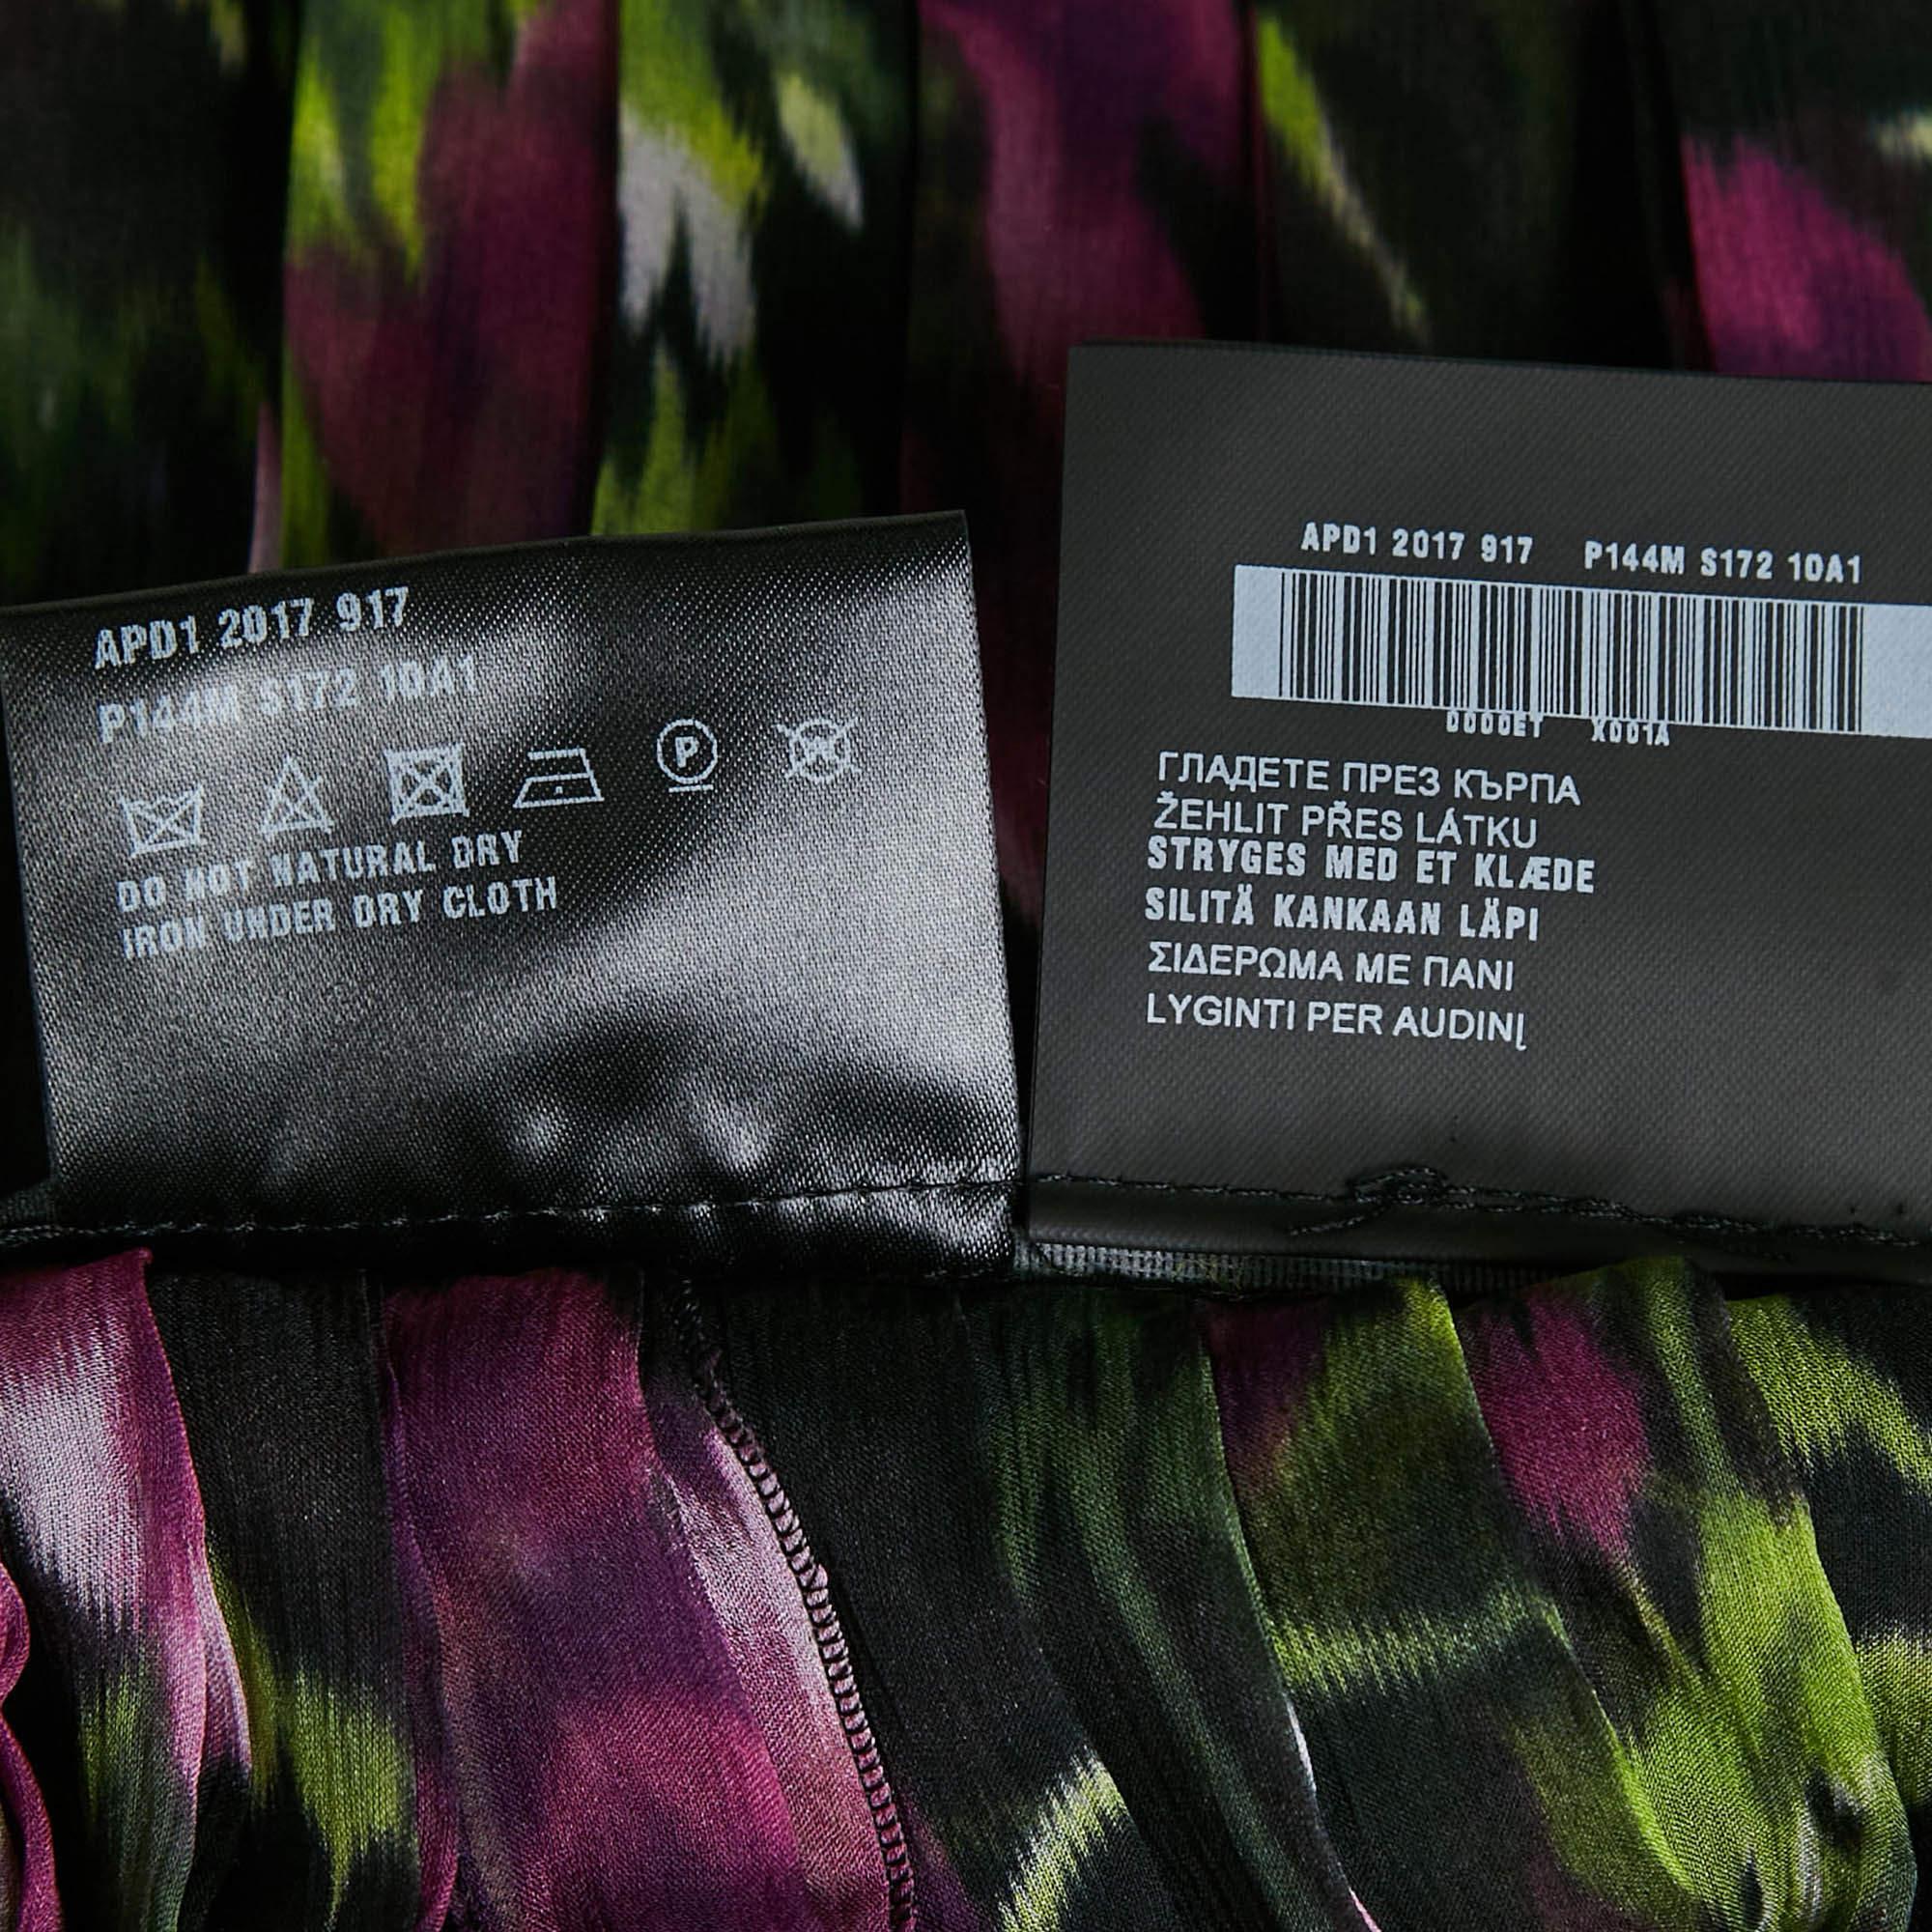 APD1 2017 917
P144M S172 10A1
P
W
DO NOT NATURAL DRY
IRON UNDER DRY CLOTH
APD1 2017 917 P144M S172 10A1
0000ET X001A
ГЛАДЕТЕ ПРЕЗ КЪРПА
ŽEHLIT PŘES LÁTKU
STRYGES MED ET KLÆDE
SILITÄ KANKAAN LÄPI
ΣΙΔΕΡΩΜΑ ΜΕ ΠΑΝΙ
LYGINTI PER AUDINĮ